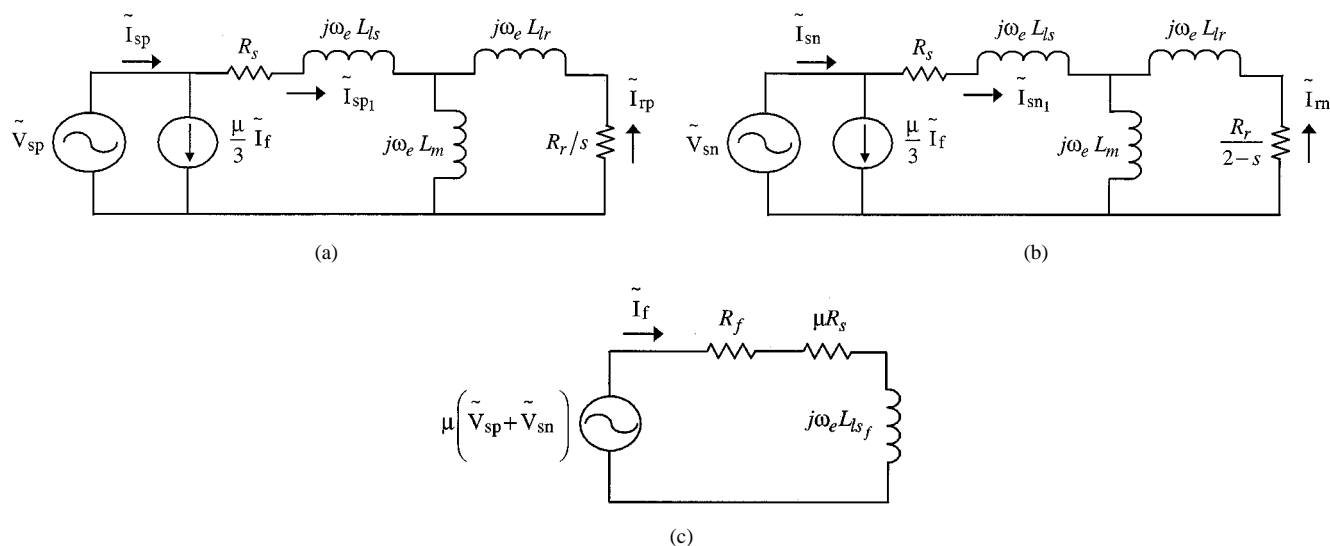 Ĩsp Rs jωe Lls jωe Llr
Ĩsp1 Ĩrp
Ṽsp μ/3 Ĩf jωe Lm Rr/s
(a)
Ĩsn Rs jωe Lls jωe Llr
Ĩsn1 Ĩrn
Ṽsn μ/3 Ĩf jωe Lm Rr/2−s
(b)
Ĩf Rf μRs
μ(Ṽsp+Ṽsn) jωeLlsf
(c)